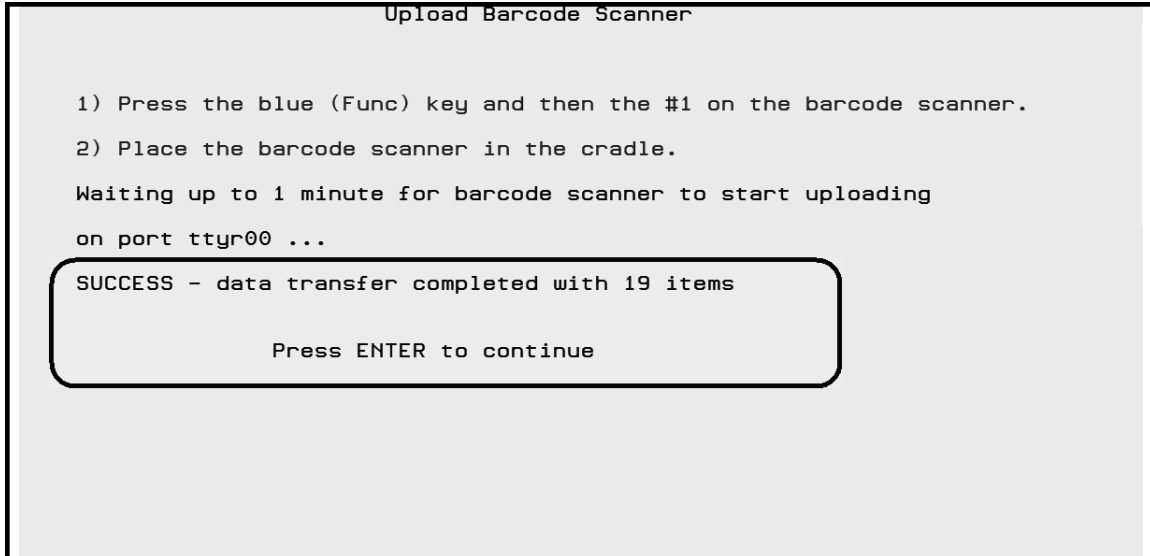 Upload Barcode Scanner
1) Press the blue (Func) key and then the #1 on the barcode scanner.
2) Place the barcode scanner in the cradle.
Waiting up to 1 minute for barcode scanner to start uploading
on port ttyr00 ...
SUCCESS - data transfer completed with 19 items
Press ENTER to continue